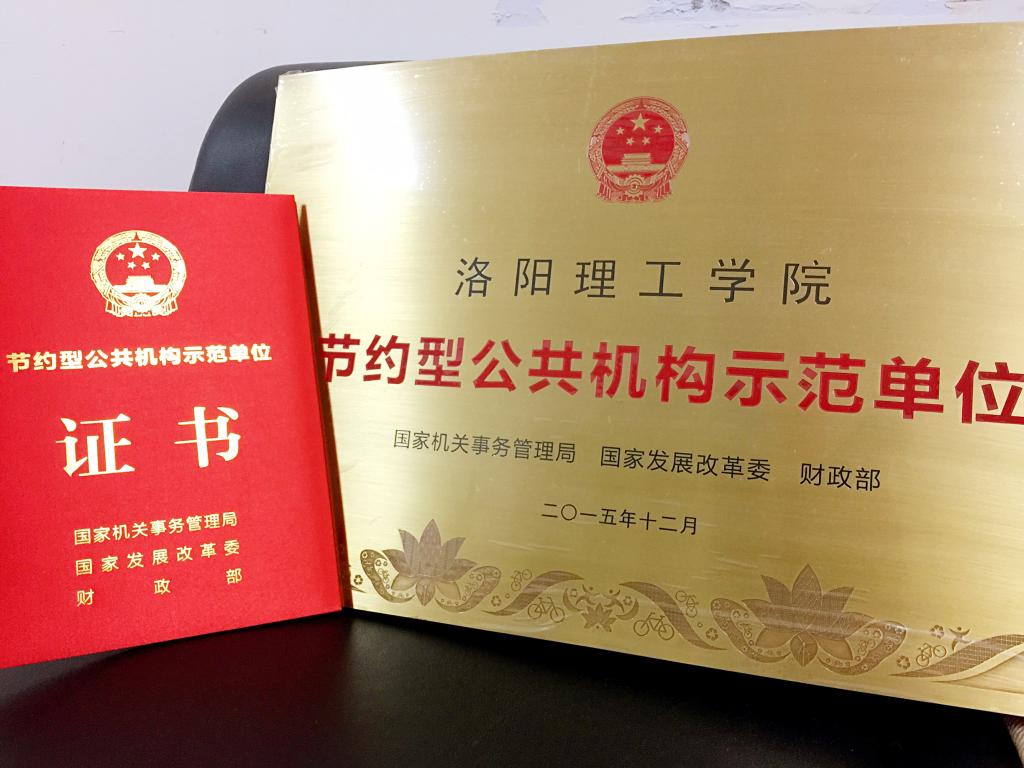 节约型公共机构示范单位
证书
国家机关事务管理局
国家发展改革委
财政部
洛阳理工学院
节约型公共机构示范单位
国家机关事务管理局 国家发展改革委 财政部
二〇一五年十二月